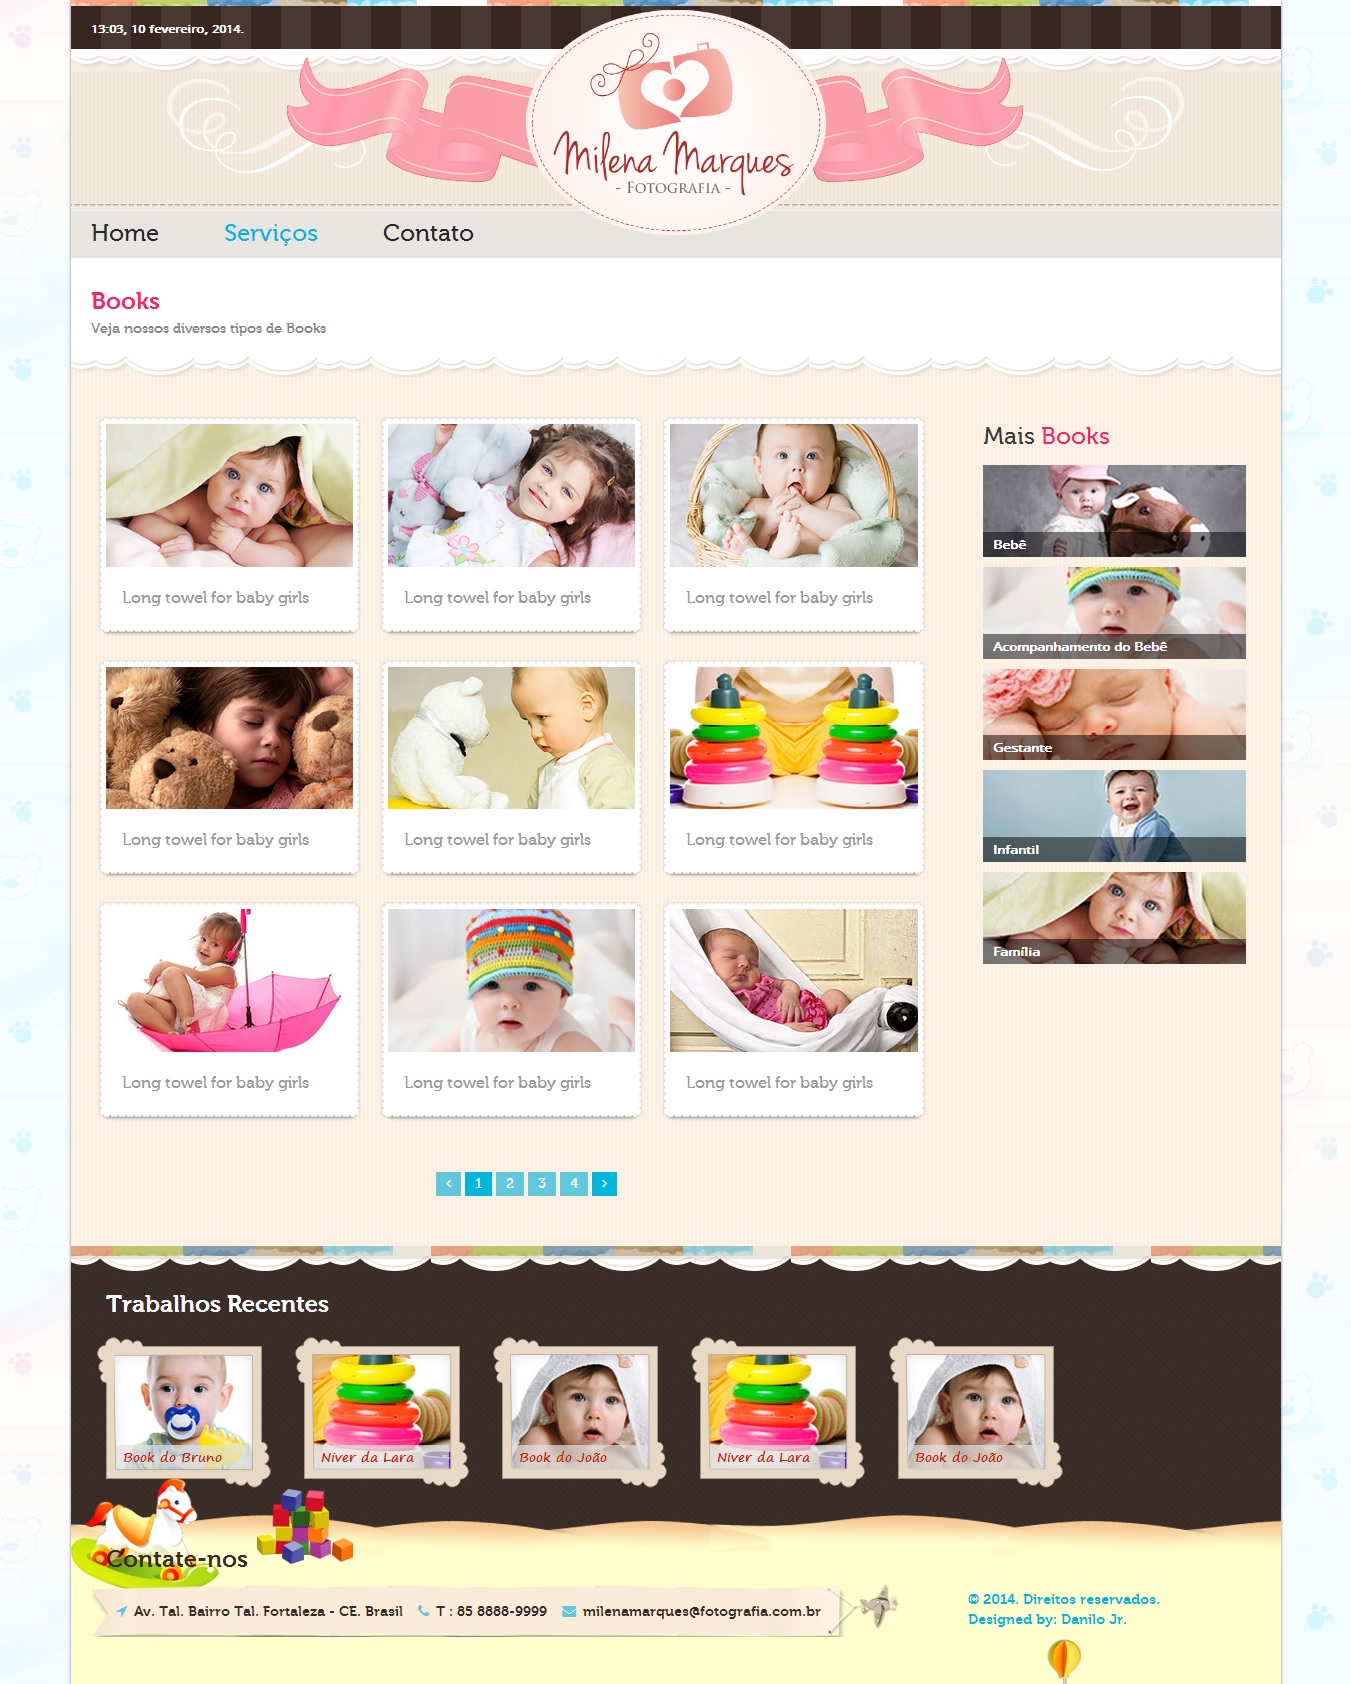 13:03, 10 fevereiro, 2014.
Milena Marques
- FOTOGRAFIA -
Home Serviços Contato
Books
Veja nossos diversos tipos de Books
Long towel for baby girls
Long towel for baby girls
Long towel for baby girls
Long towel for baby girls
Long towel for baby girls
Long towel for baby girls
Long towel for baby girls
Long towel for baby girls
Long towel for baby girls
‹ 1 2 3 4 ›
Mais Books
Bebê
Acompanhamento do Bebê
Gestante
Infantil
Família
Trabalhos Recentes
Book do Bruno
Niver da Lara
Book do João
Niver da Lara
Book do João
Contate-nos
Av. Tal. Bairro Tal. Fortaleza - CE. Brasil T : 85 8888-9999 milenamarques@fotografia.com.br
© 2014. Direitos reservados.
Designed by: Danilo Jr.